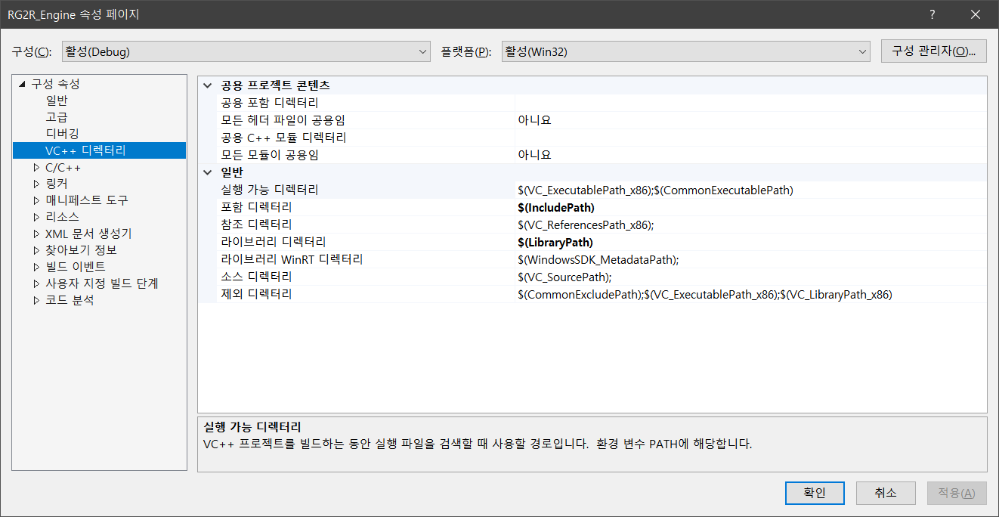 RG2R_Engine 속성 페이지
?
구성(C): 활성(Debug) 플랫폼(P): 활성(Win32) 구성 관리자(O)...
구성 속성
일반
고급
디버깅
VC++ 디렉터리
C/C++
링커
매니페스트 도구
리소스
XML 문서 생성기
찾아보기 정보
빌드 이벤트
사용자 지정 빌드 단계
코드 분석
공용 프로젝트 콘텐츠
공용 포함 디렉터리
모든 헤더 파일이 공용임 아니요
공용 C++ 모듈 디렉터리
모든 모듈이 공용임 아니요
일반
실행 가능 디렉터리 $(VC_ExecutablePath_x86);$(CommonExecutablePath)
포함 디렉터리 $(IncludePath)
참조 디렉터리 $(VC_ReferencesPath_x86);
라이브러리 디렉터리 $(LibraryPath)
라이브러리 WinRT 디렉터리 $(WindowsSDK_MetadataPath);
소스 디렉터리 $(VC_SourcePath);
제외 디렉터리 $(CommonExcludePath);$(VC_ExecutablePath_x86);$(VC_LibraryPath_x86)
실행 가능 디렉터리
VC++ 프로젝트를 빌드하는 동안 실행 파일을 검색할 때 사용할 경로입니다.  환경 변수 PATH에 해당합니다.
확인 취소 적용(A)